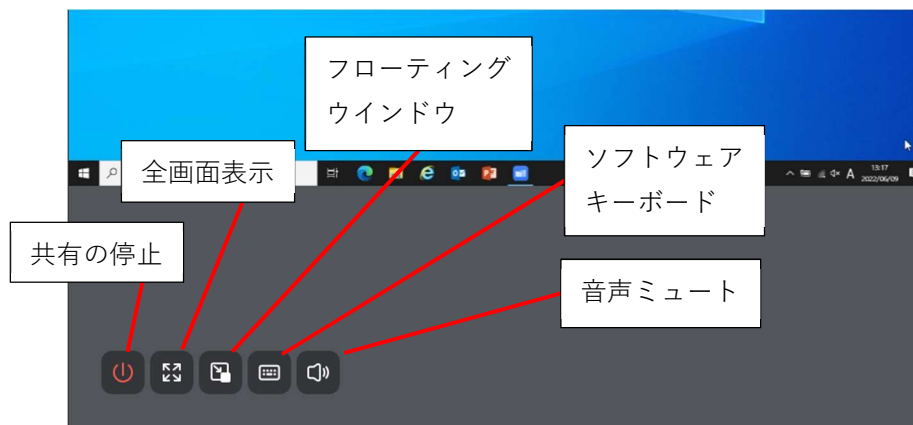 フローティング
ウインドウ
ソフトウェア
キーボード
全画面表示
13:17
A
2022/06/09
共有の停止
音声ミュート